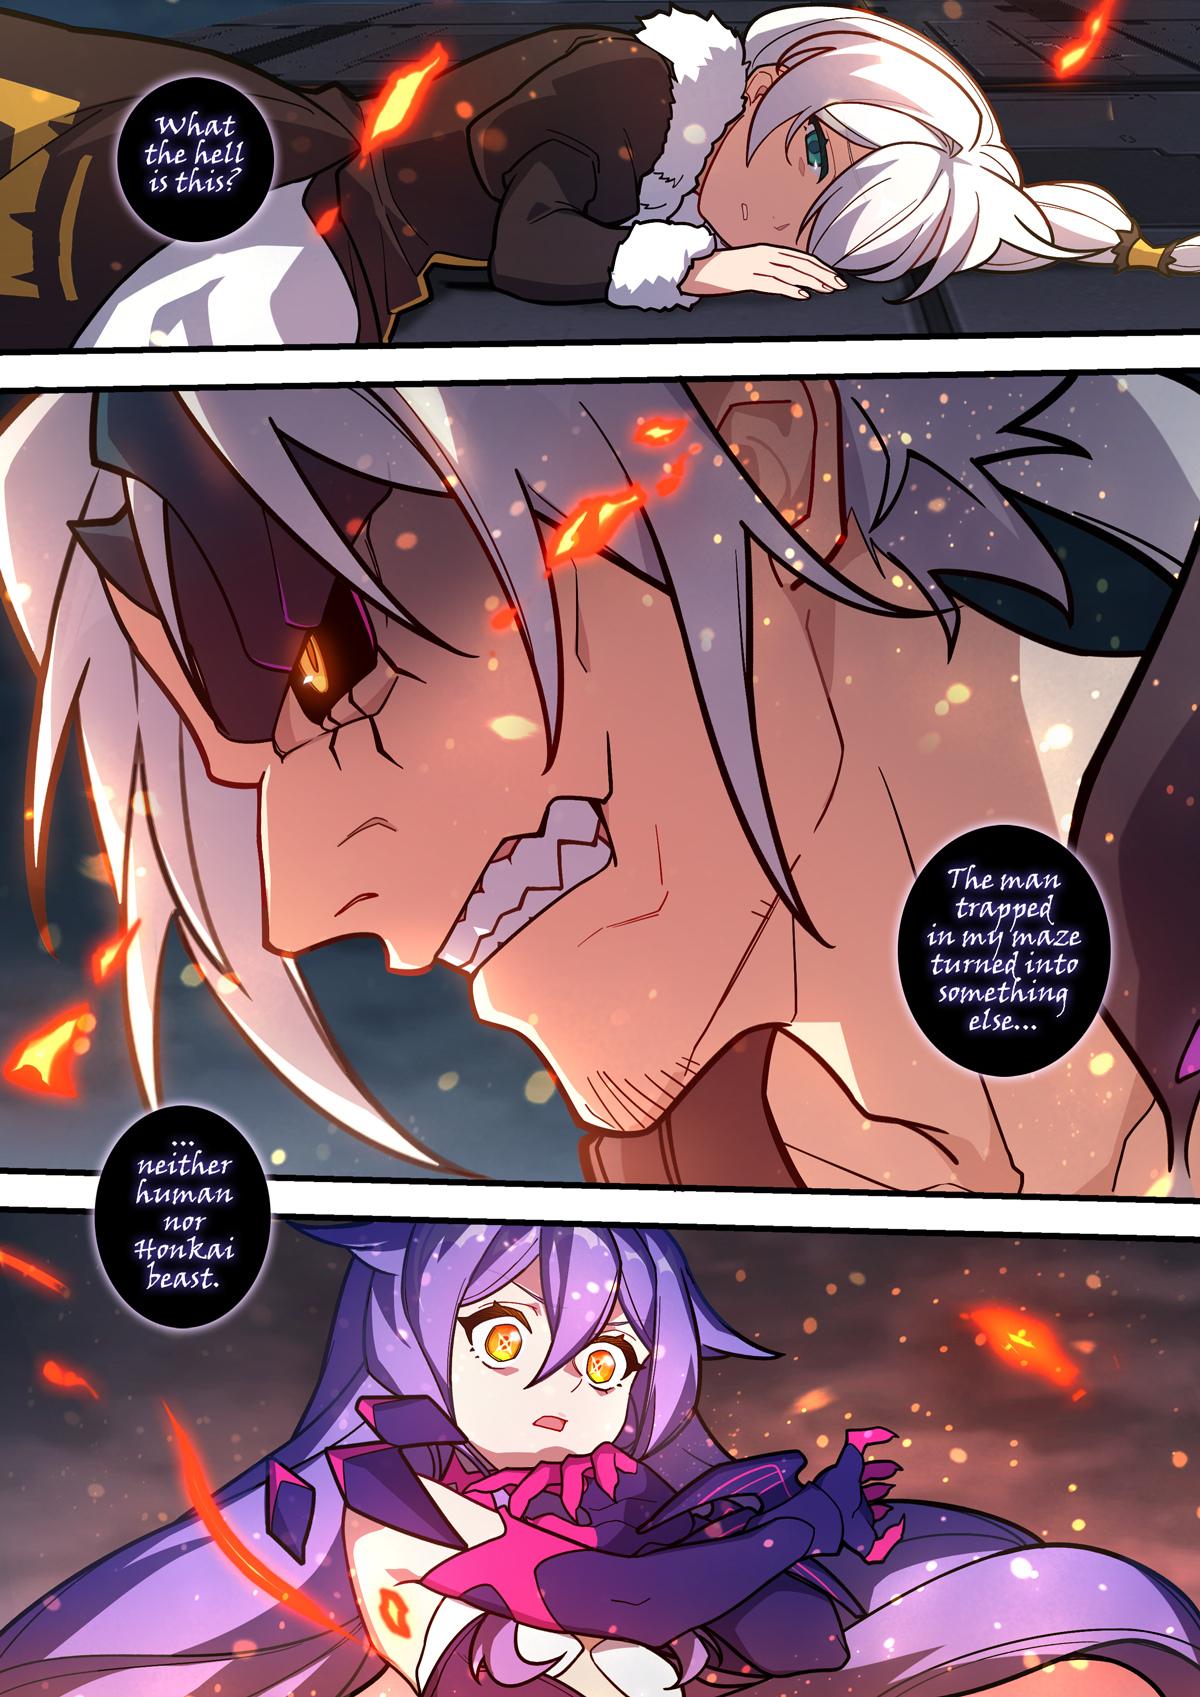 What
the hell
is this?
The man
trapped
in my maze
turned into
something
else...
...
neither
human
nor
Honkai
beast.